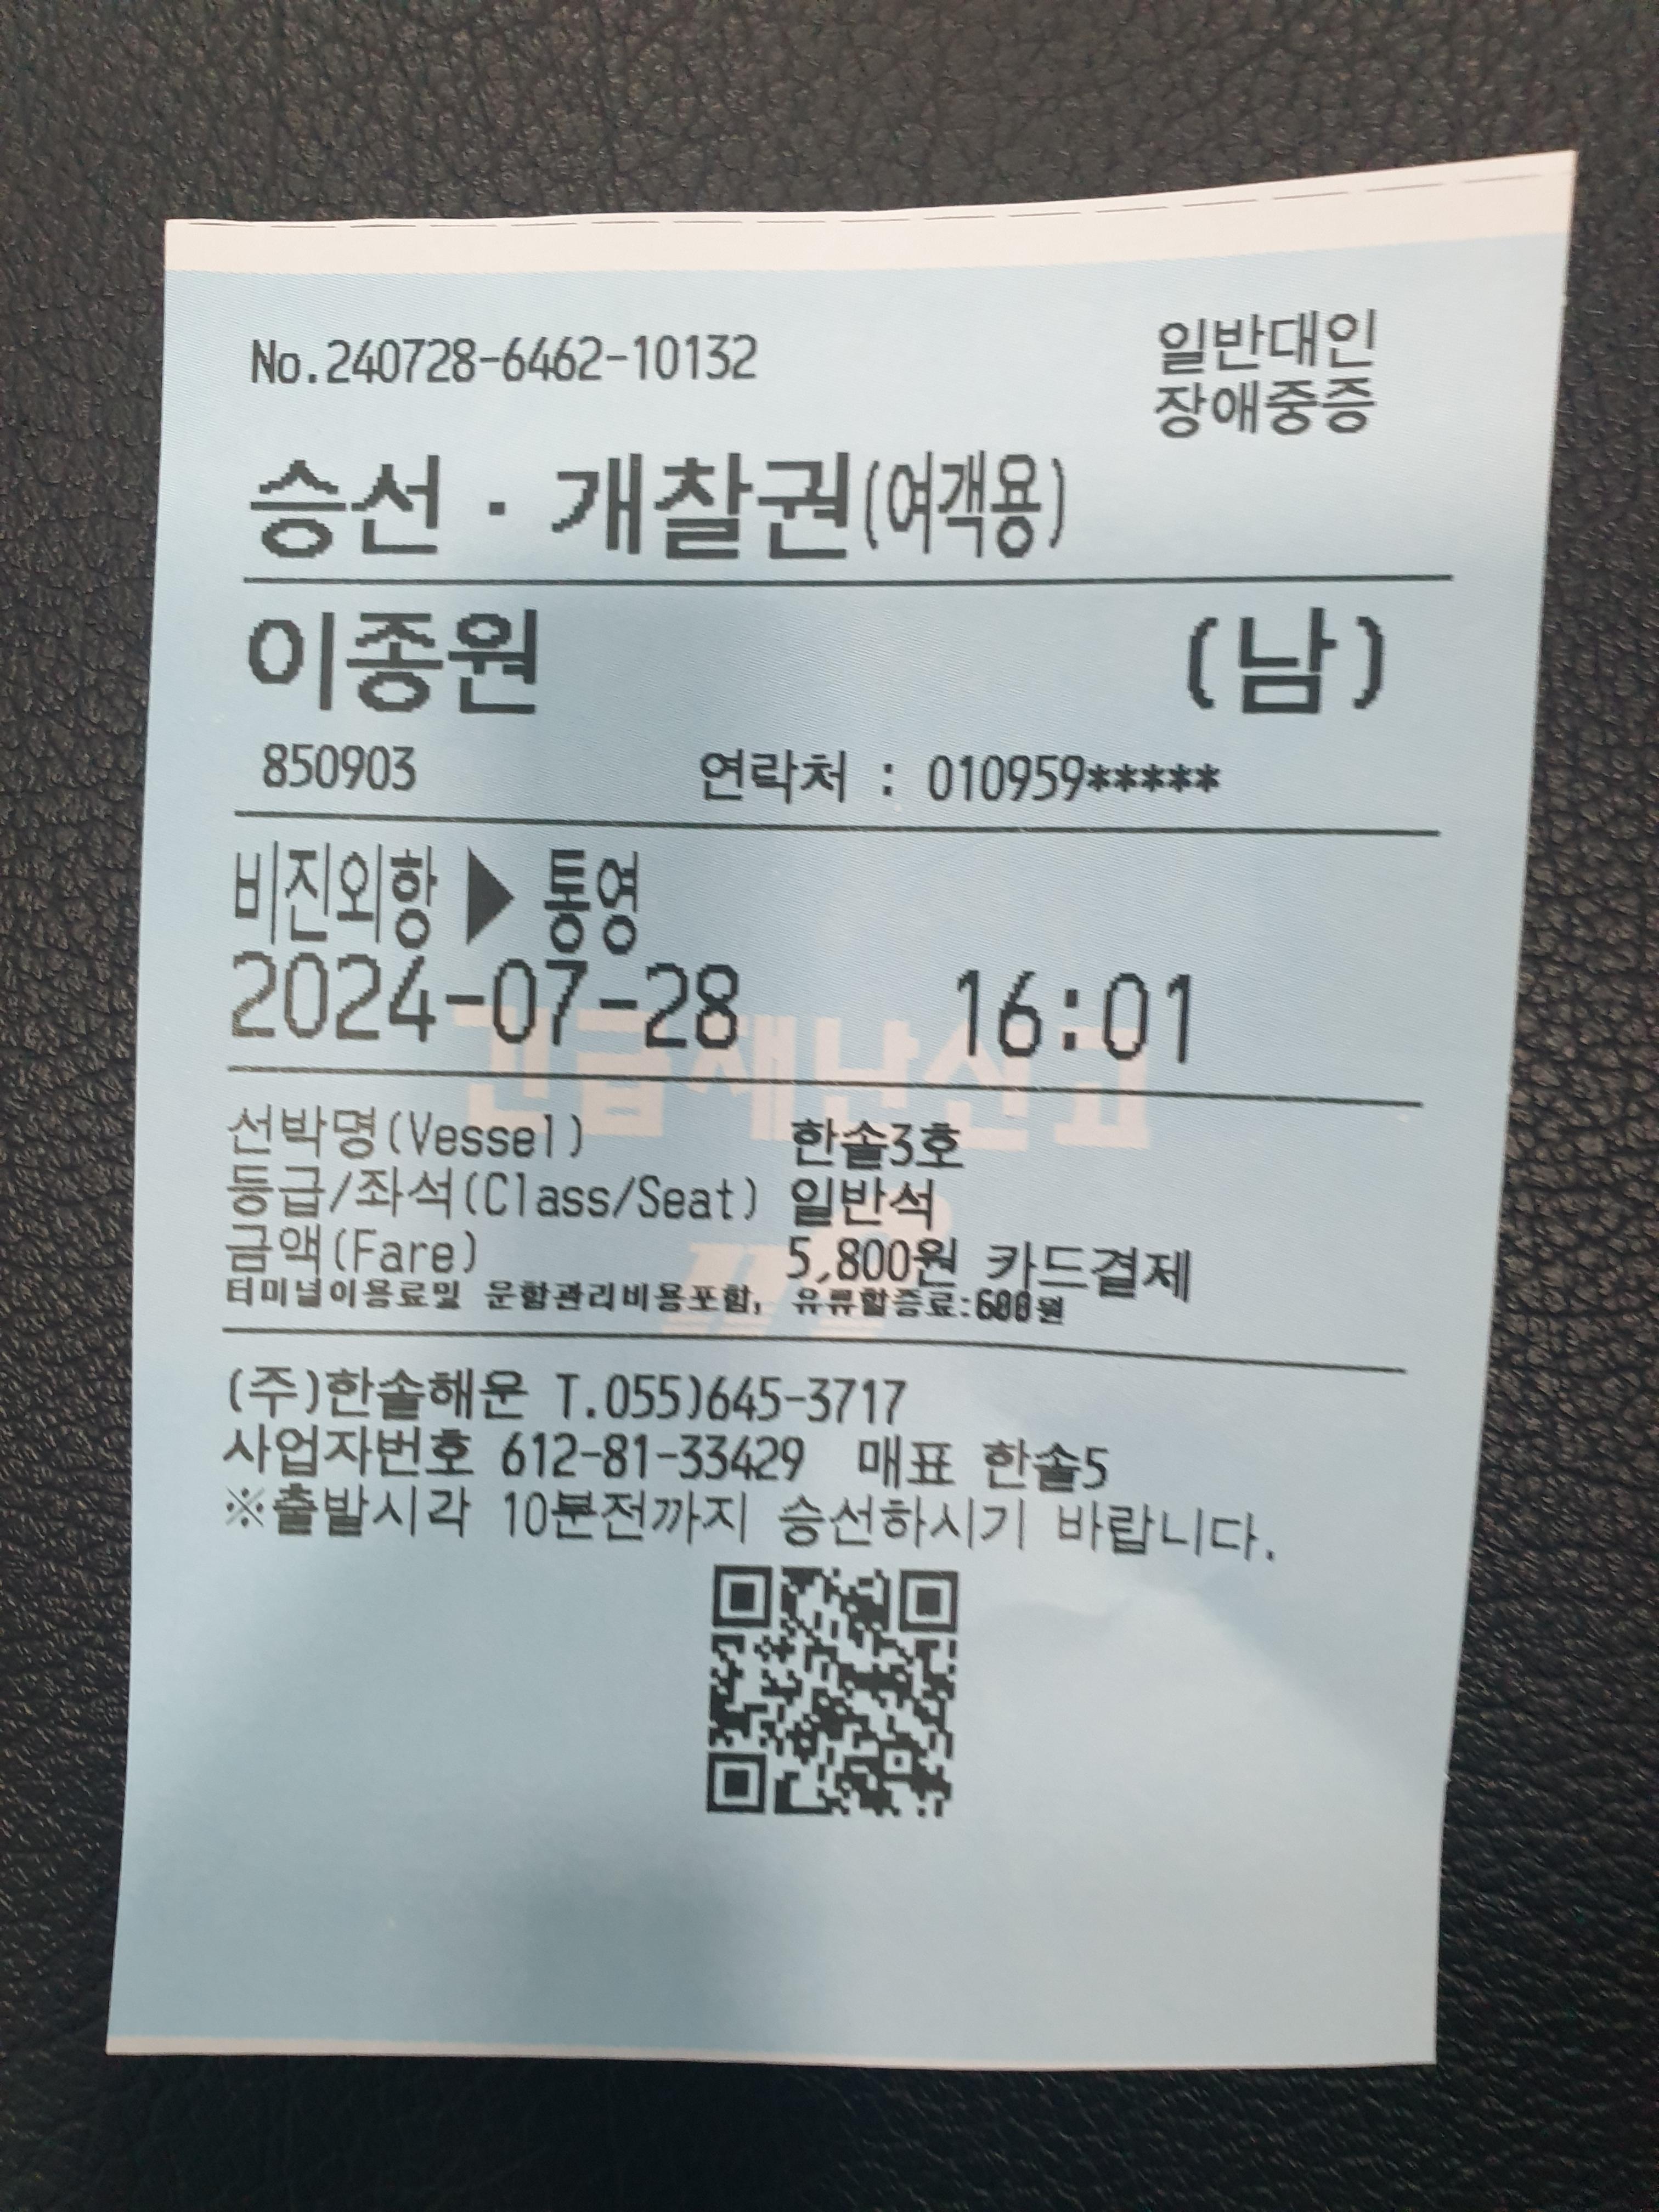 No.240728-6462-10132
일반대인
장애중증
승선 · 개찰권(여객용)
이종원 (남)
850903 연락처 : 010959*****
비진외항 ▶ 통영
2024-07-28 16:01
긴급재난신고
선박명(Vessel) 한솔3호
등급/좌석(Class/Seat) 일반석
금액(Fare) 5,800원 카드결제
터미널이용료및 운항관리비용포함, 유류할증료:600원
(주)한솔해운 T.055)645-3717
사업자번호 612-81-33429 매표 한솔5
※출발시각 10분전까지 승선하시기 바랍니다.